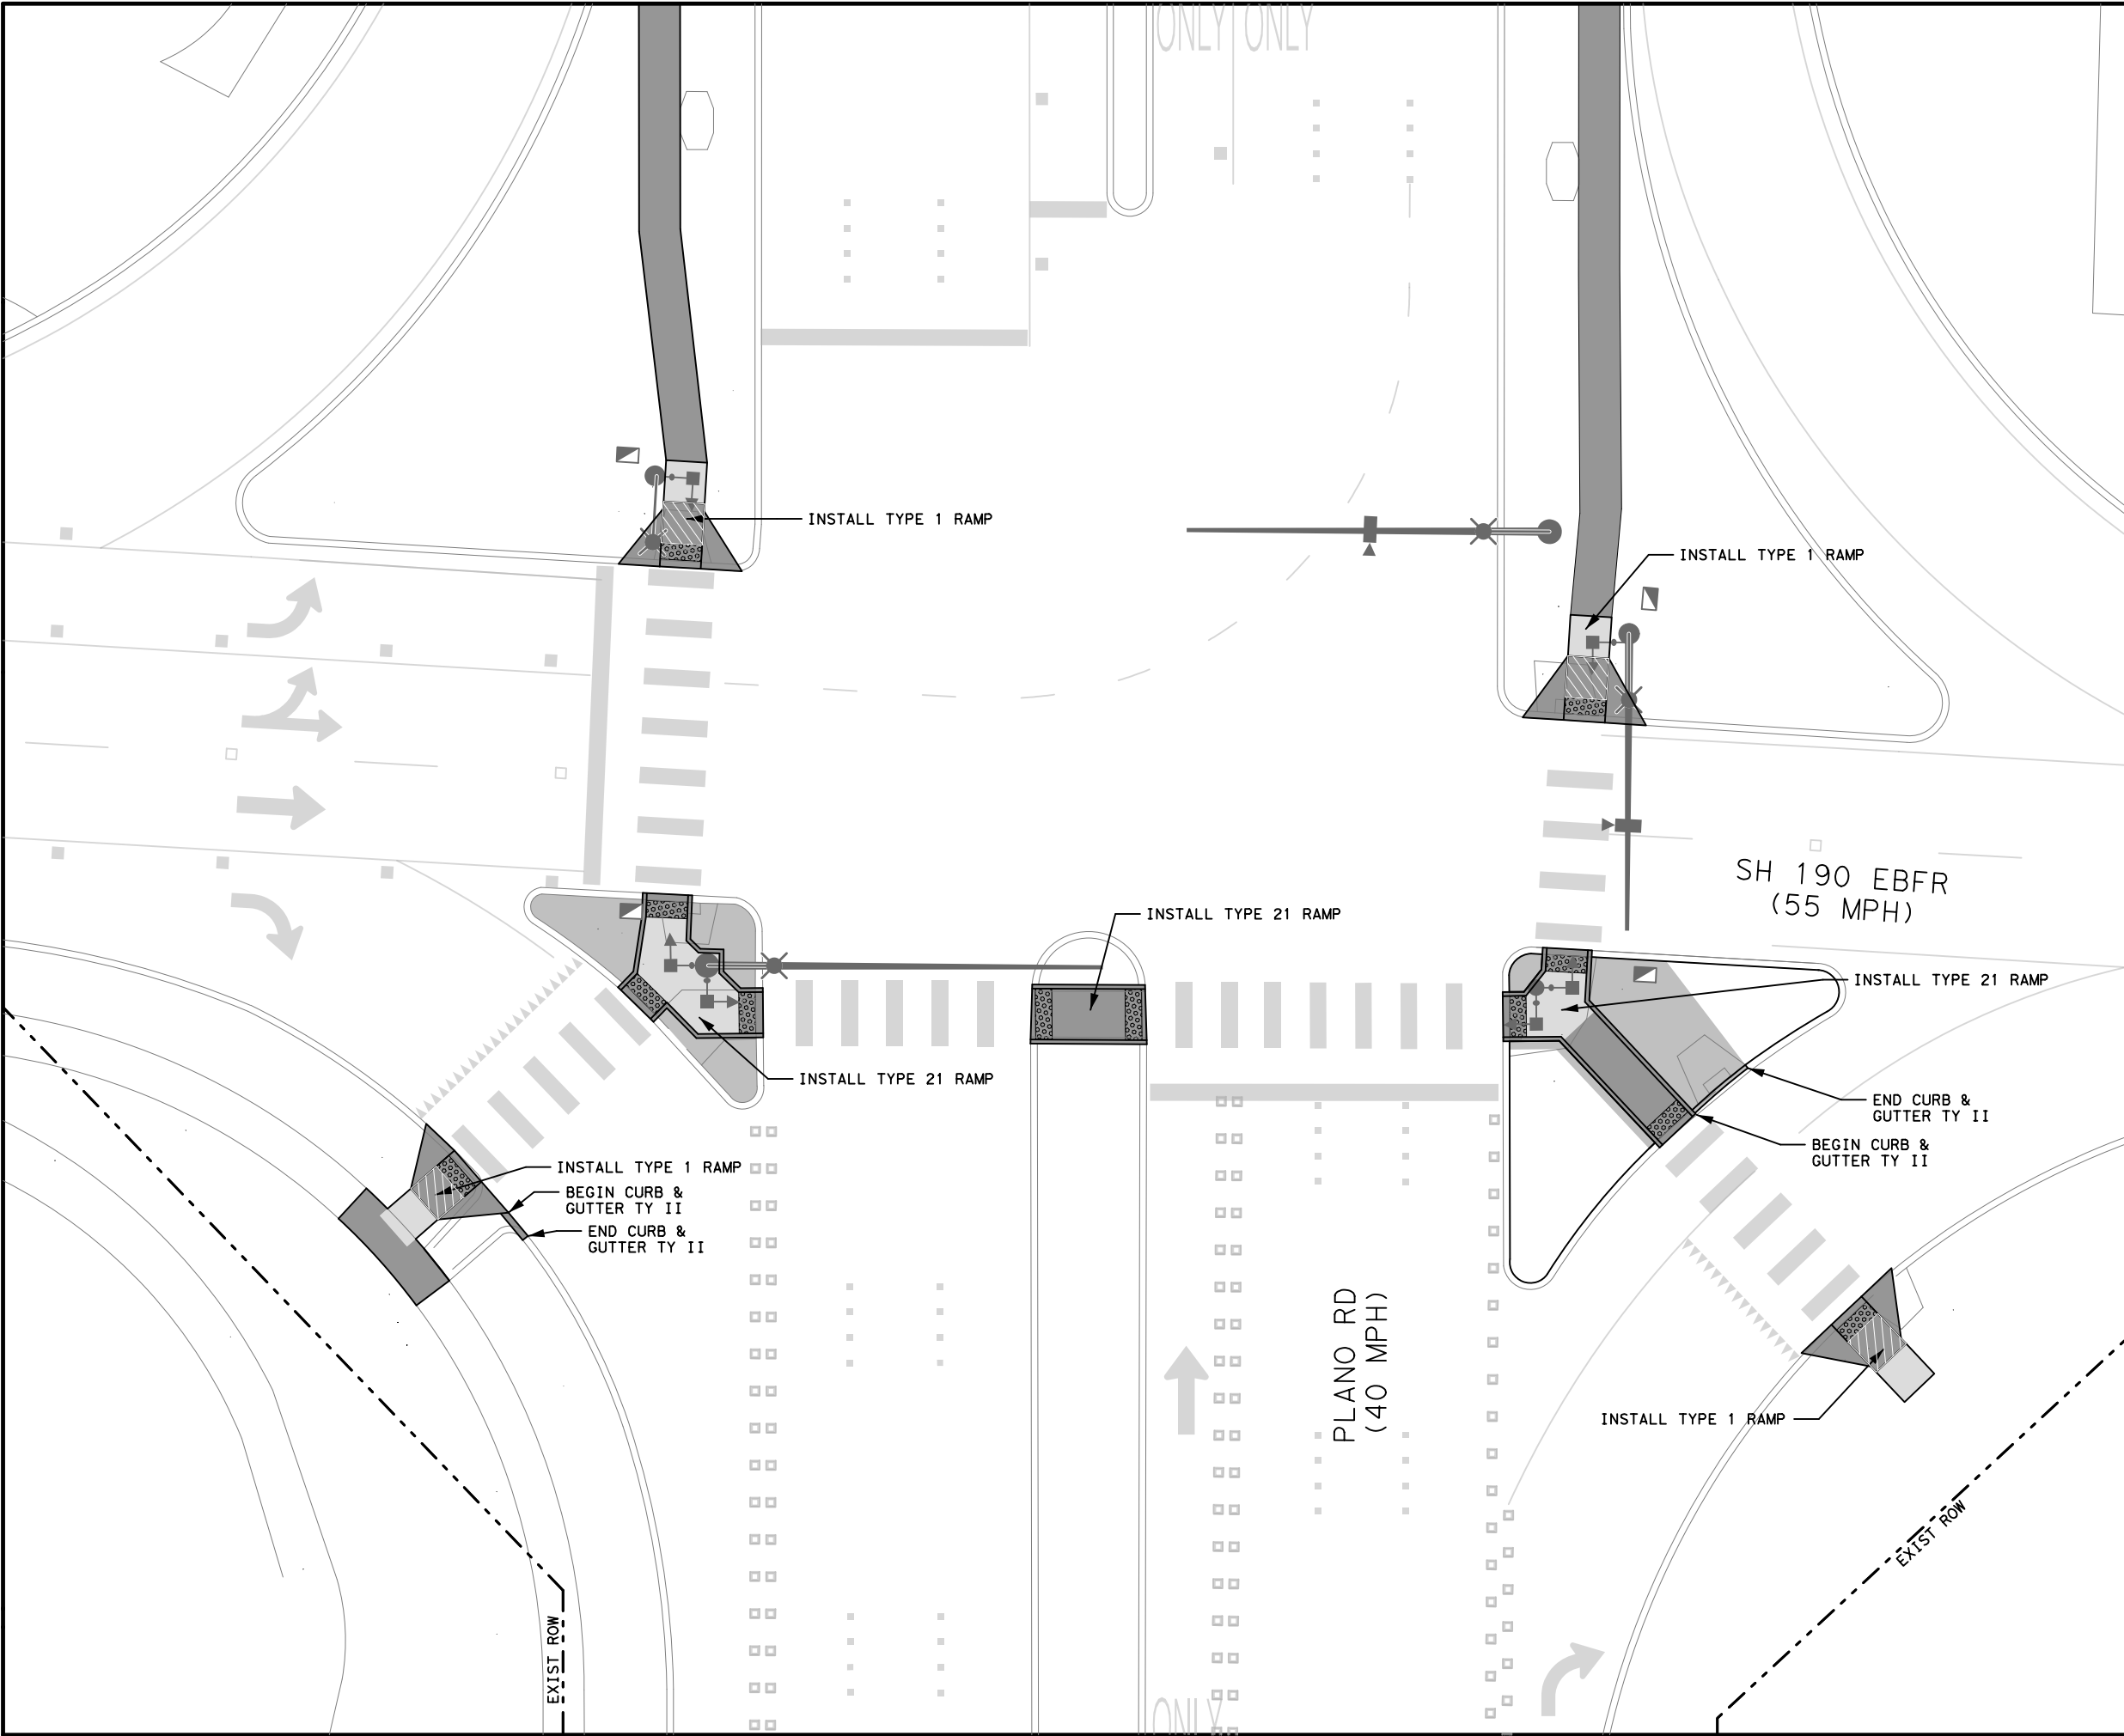 ONLY ONLY
INSTALL TYPE 1 RAMP
INSTALL TYPE 1 RAMP
SH 190 EBFR
(55 MPH)
INSTALL TYPE 21 RAMP
INSTALL TYPE 21 RAMP
INSTALL TYPE 21 RAMP
END CURB &
GUTTER TY II
BEGIN CURB &
GUTTER TY II
INSTALL TYPE 1 RAMP
BEGIN CURB &
GUTTER TY II
END CURB &
GUTTER TY II
PLANO RD
(40 MPH)
INSTALL TYPE 1 RAMP
EXIST ROW
EXIST ROW
ONLY